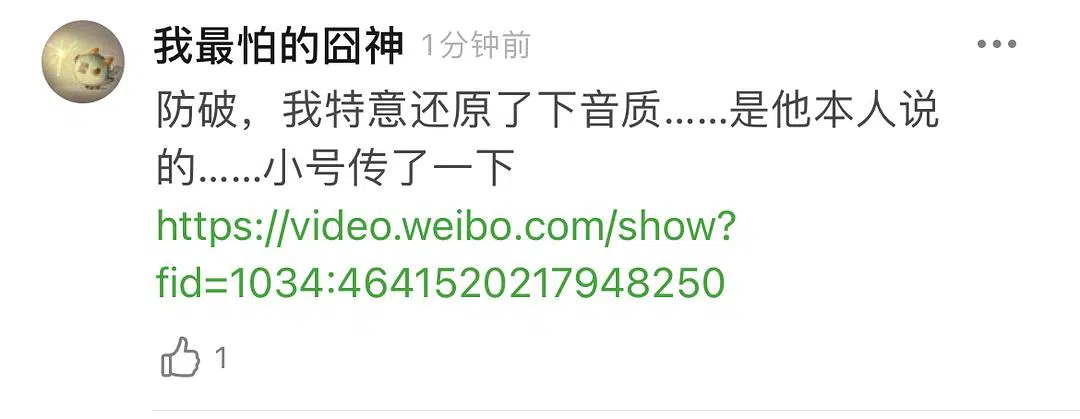 我最怕的囧神 1分钟前
防破，我特意还原了下音质……是他本人说
的……小号传了一下
https://video.weibo.com/show?
fid=1034:4641520217948250
1